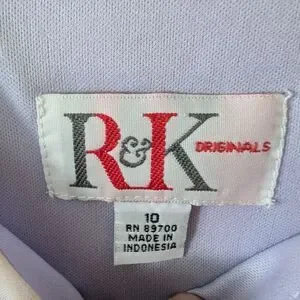 R&K ORIGINALS
10
RN 89700
MADE IN
INDONESIA